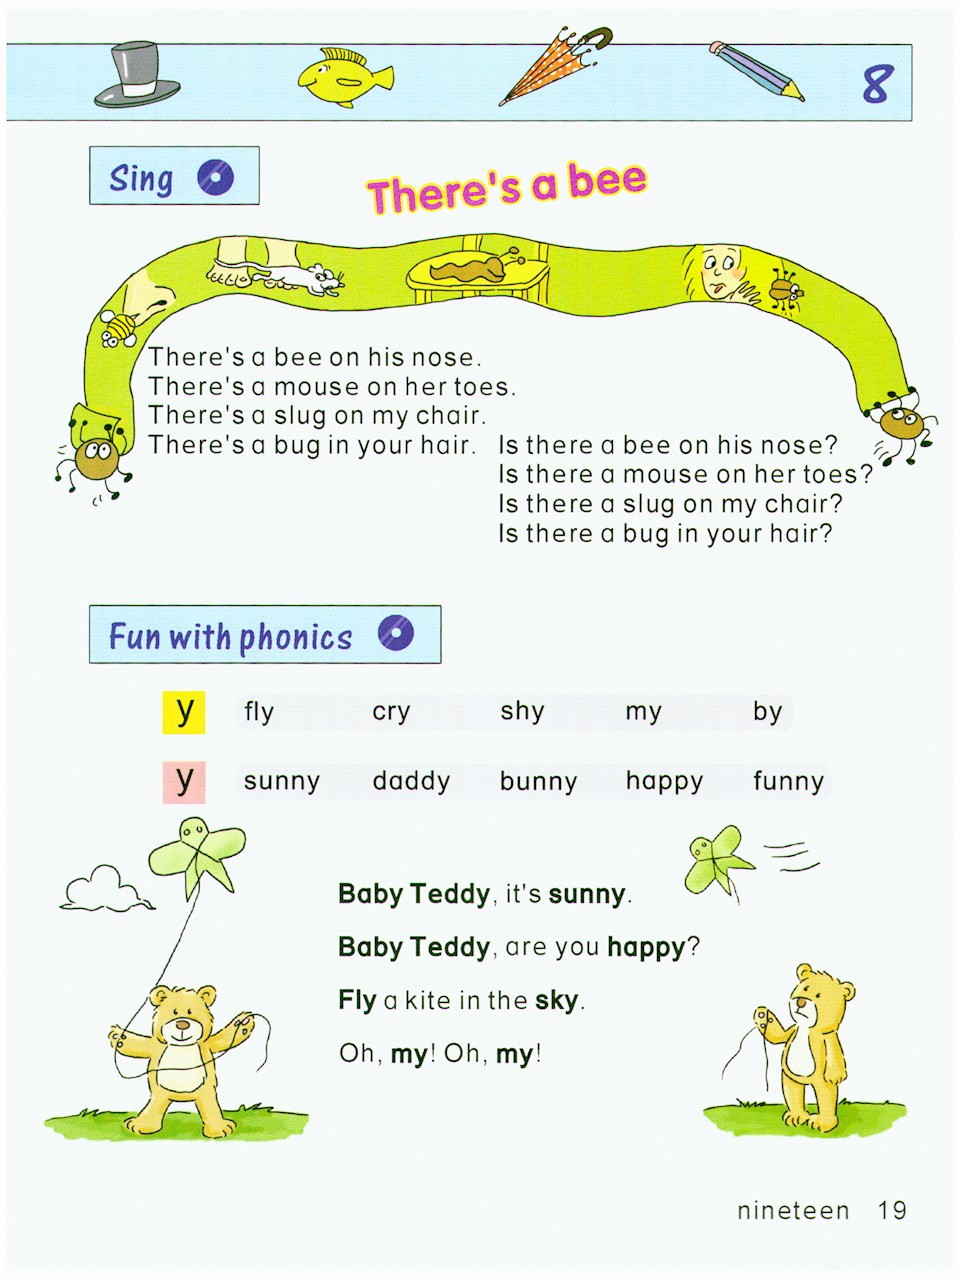 8
Sing
There's a bee
There's a bee on his nose.
There's a mouse on her toes.
There's a slug on my chair.
There's a bug in your hair.
Is there a bee on his nose?
Is there a mouse on her toes?
Is there a slug on my chair?
Is there a bug in your hair?
Fun with phonics
y fly cry shy my by
y sunny daddy bunny happy funny
Baby Teddy, it's sunny.
Baby Teddy, are you happy?
Fly a kite in the sky.
Oh, my! Oh, my!
nineteen 19